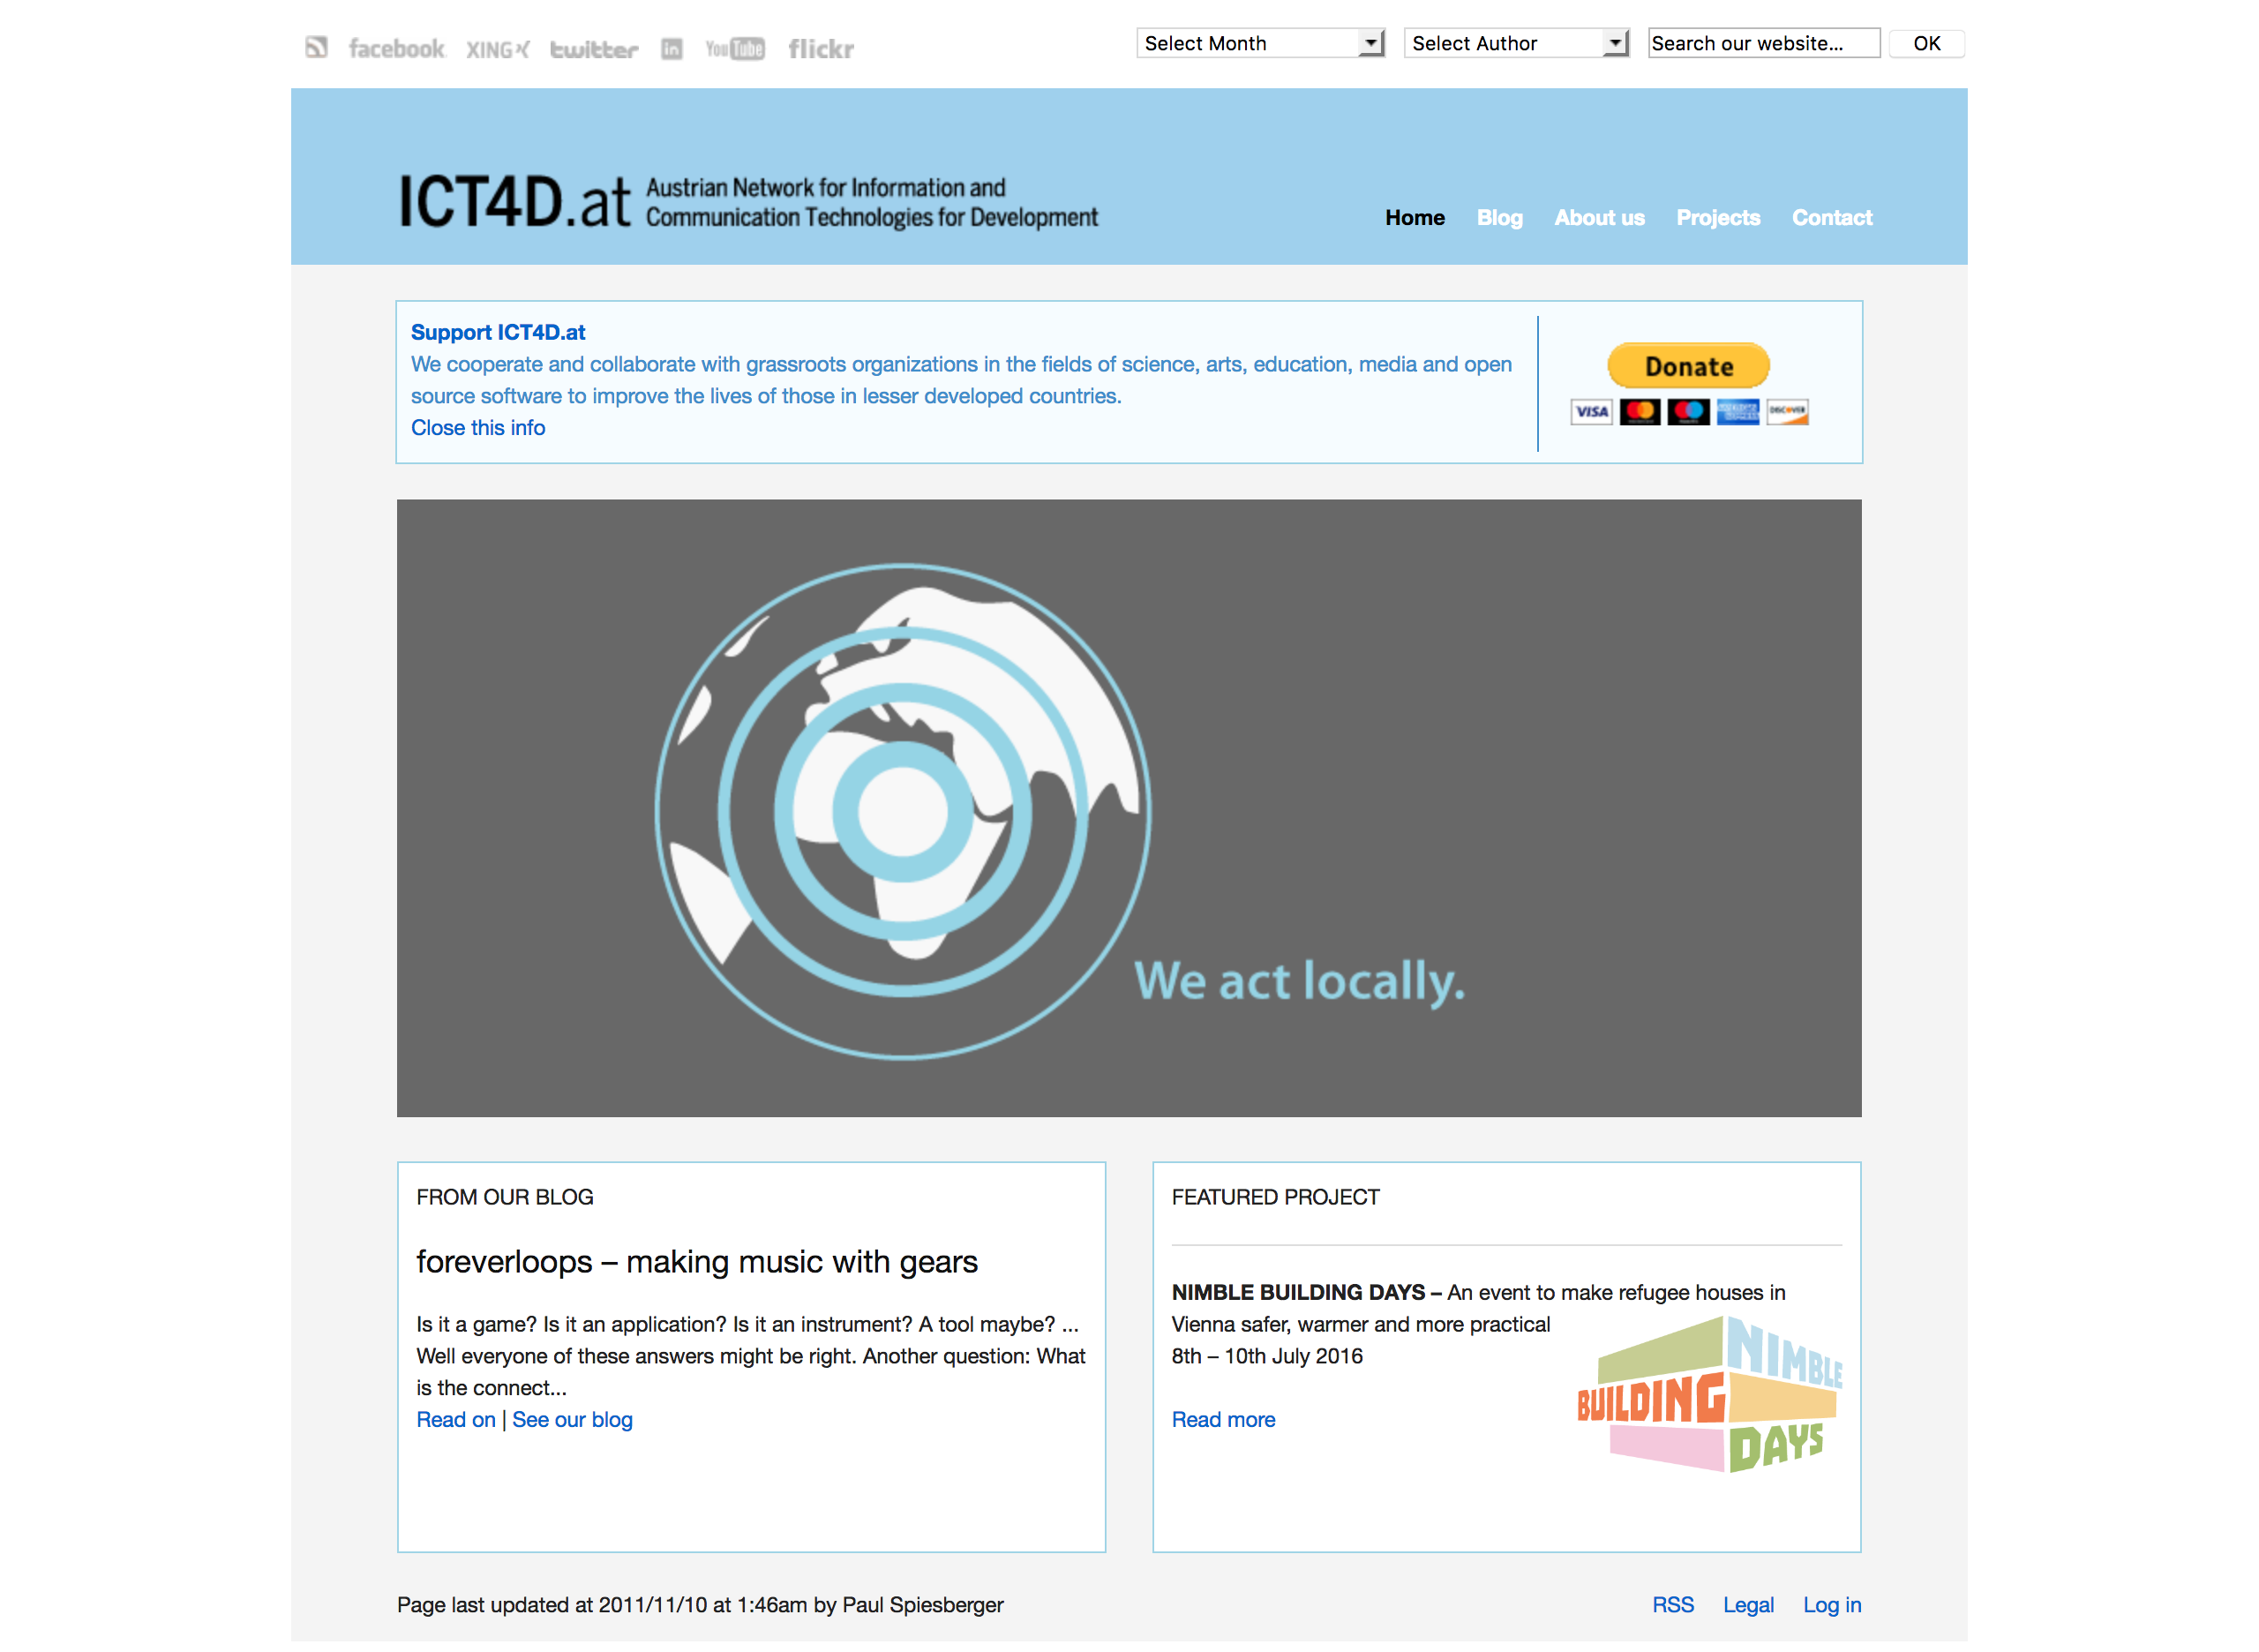 facebook XING twitter in YouTube flickr Select Month Select Author Search our website... OK
ICT4D.at Austrian Network for Information and
Communication Technologies for Development
Home Blog About us Projects Contact
Support ICT4D.at
We cooperate and collaborate with grassroots organizations in the fields of science, arts, education, media and open
source software to improve the lives of those in lesser developed countries.
Close this info
Donate
VISA DISCOVER
We act locally.
FROM OUR BLOG
foreverloops – making music with gears
Is it a game? Is it an application? Is it an instrument? A tool maybe? ...
Well everyone of these answers might be right. Another question: What
is the connect...
Read on | See our blog
FEATURED PROJECT
NIMBLE BUILDING DAYS – An event to make refugee houses in
Vienna safer, warmer and more practical
8th – 10th July 2016
Read more
NIMBLE
BUILDING
DAYS
Page last updated at 2011/11/10 at 1:46am by Paul Spiesberger
RSS Legal Log in